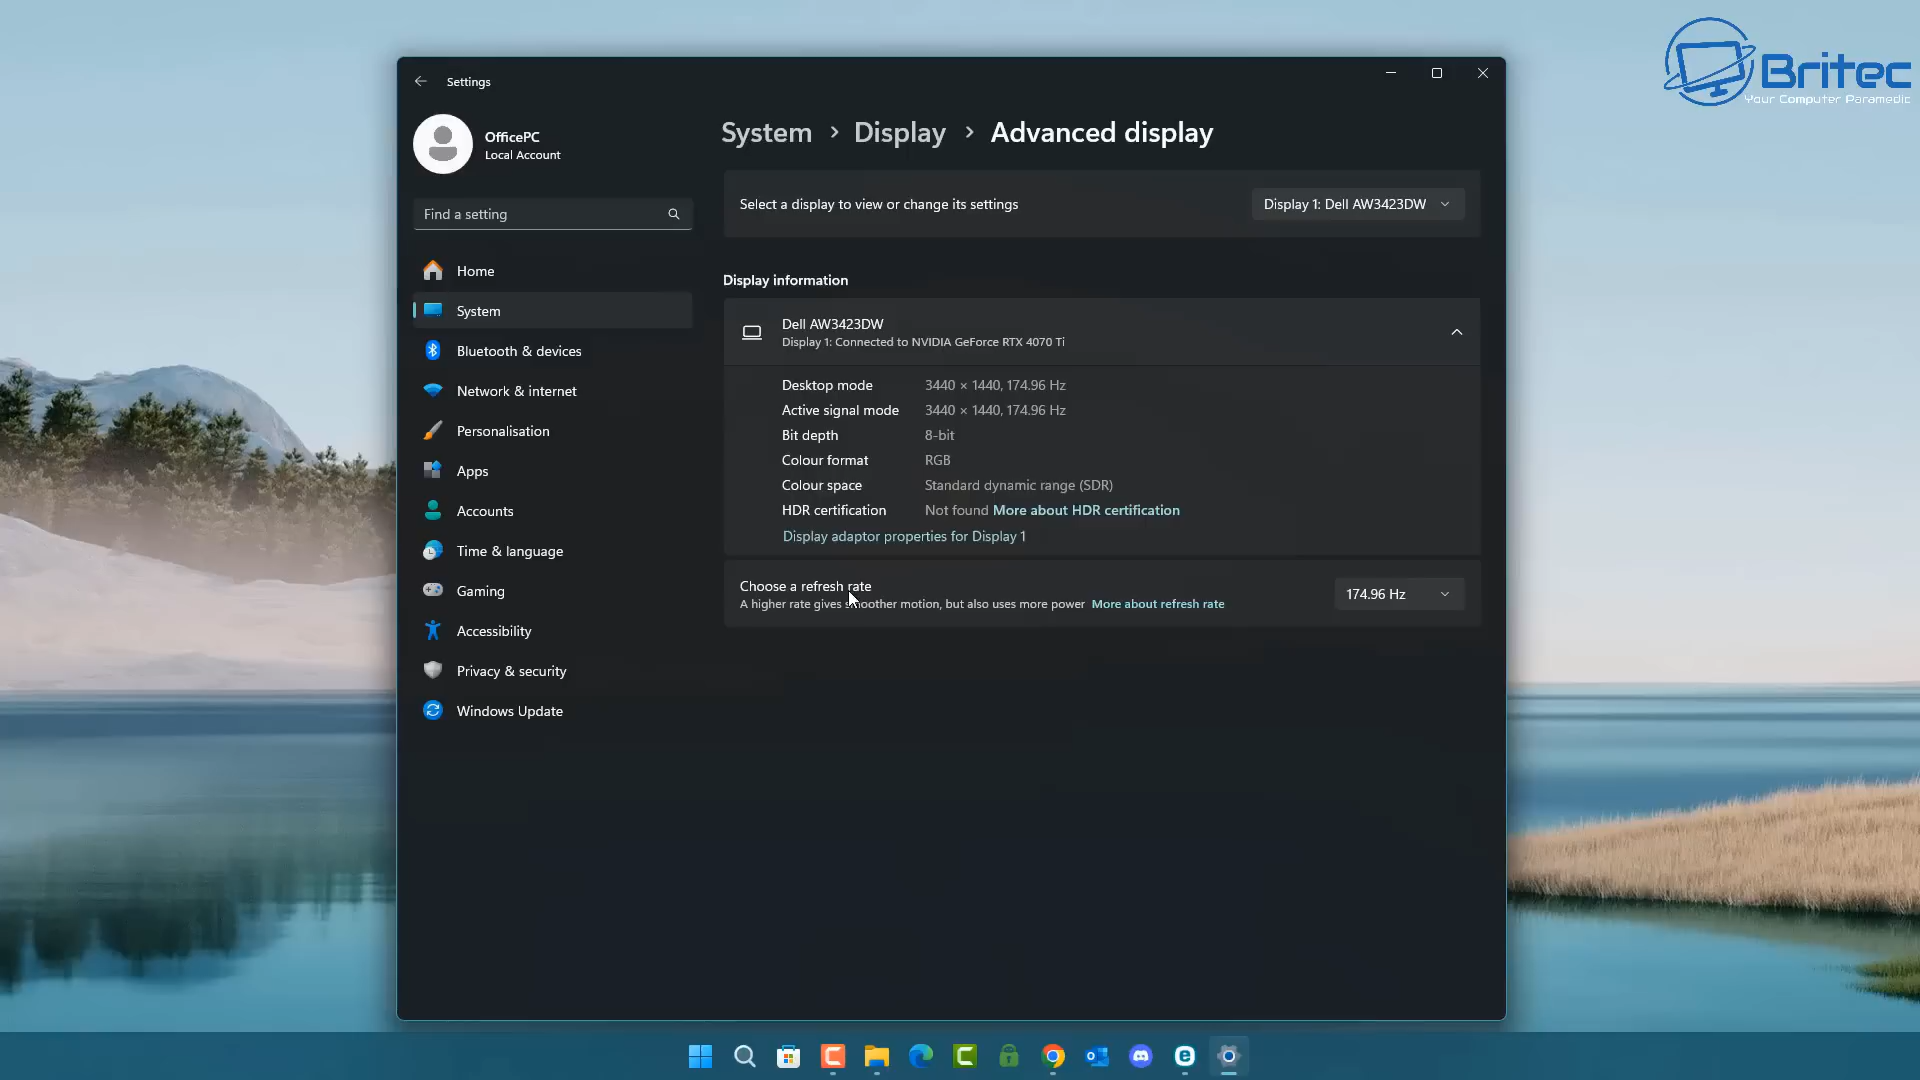 Britec
Your Computer Paramedic
Settings
OfficePC
Local Account
Find a setting
Home
System
Bluetooth & devices
Network & internet
Personalisation
Apps
Accounts
Time & language
Gaming
Accessibility
Privacy & security
Windows Update
System > Display > Advanced display
Select a display to view or change its settings
Display 1: Dell AW3423DW
Display information
Dell AW3423DW
Display 1: Connected to NVIDIA GeForce RTX 4070 Ti
Desktop mode 3440 × 1440, 174.96 Hz
Active signal mode 3440 × 1440, 174.96 Hz
Bit depth 8-bit
Colour format RGB
Colour space Standard dynamic range (SDR)
HDR certification Not found More about HDR certification
Display adaptor properties for Display 1
Choose a refresh rate
A higher rate gives smoother motion, but also uses more power More about refresh rate
174.96 Hz